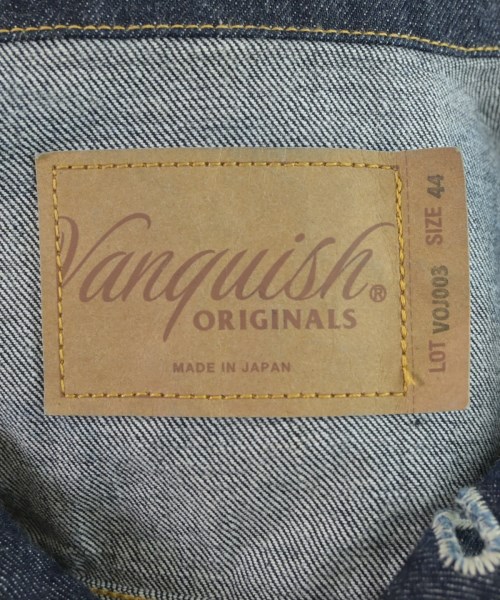 Vanquish®
ORIGINALS
MADE IN JAPAN
LOT VOJ003 SIZE 44